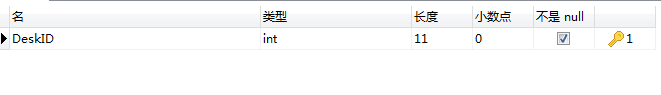 名 类型 长度 小数点 不是 null
DeskID int 11 0 1